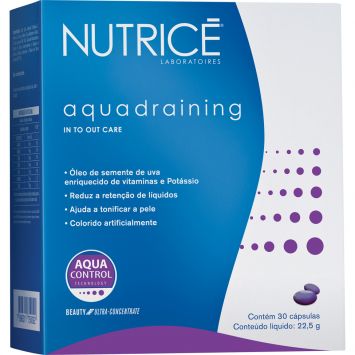 NUTRICÉ
LABORATOIRES
aquadraining
IN TO OUT CARE
• Óleo de semente de uva
enriquecido de vitaminas e Potássio
• Reduz a retenção de líquidos
• Ajuda a tonificar a pele
• Colorido artificialmente
AQUA
CONTROL
TECHNOLOGY
BEAUTY ULTRA-CONCENTRATE
Contém 30 cápsulas
Conteúdo líquido: 22,5 g